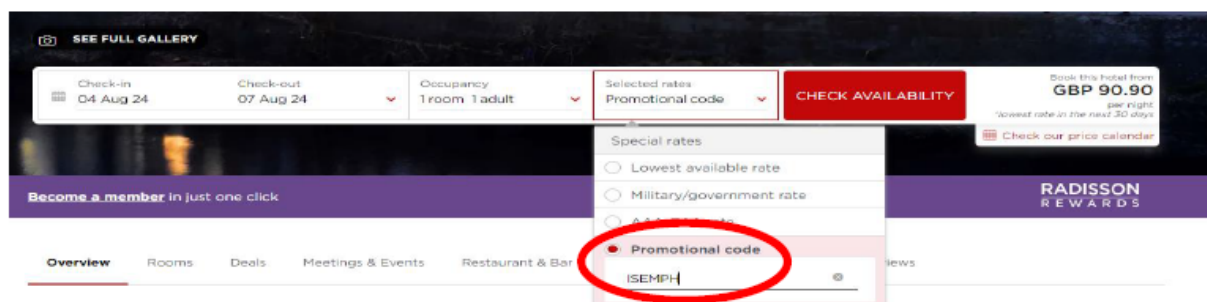 SEE FULL GALLERY
Check-in
04 Aug 24
Check-out
07 Aug 24
Occupancy
1 room 1 adult
Selected rates
Promotional code
CHECK AVAILABILITY
Book this hotel from
GBP 90.90
per night
*lowest rate in the next 30 days
Check our price calendar
Special rates
Lowest available rate
Military/government rate
Become a member in just one click
RADISSON
REWARDS
Promotional code
ISEMPH
Overview
Rooms
Deals
Meetings & Events
Restaurant & Bar